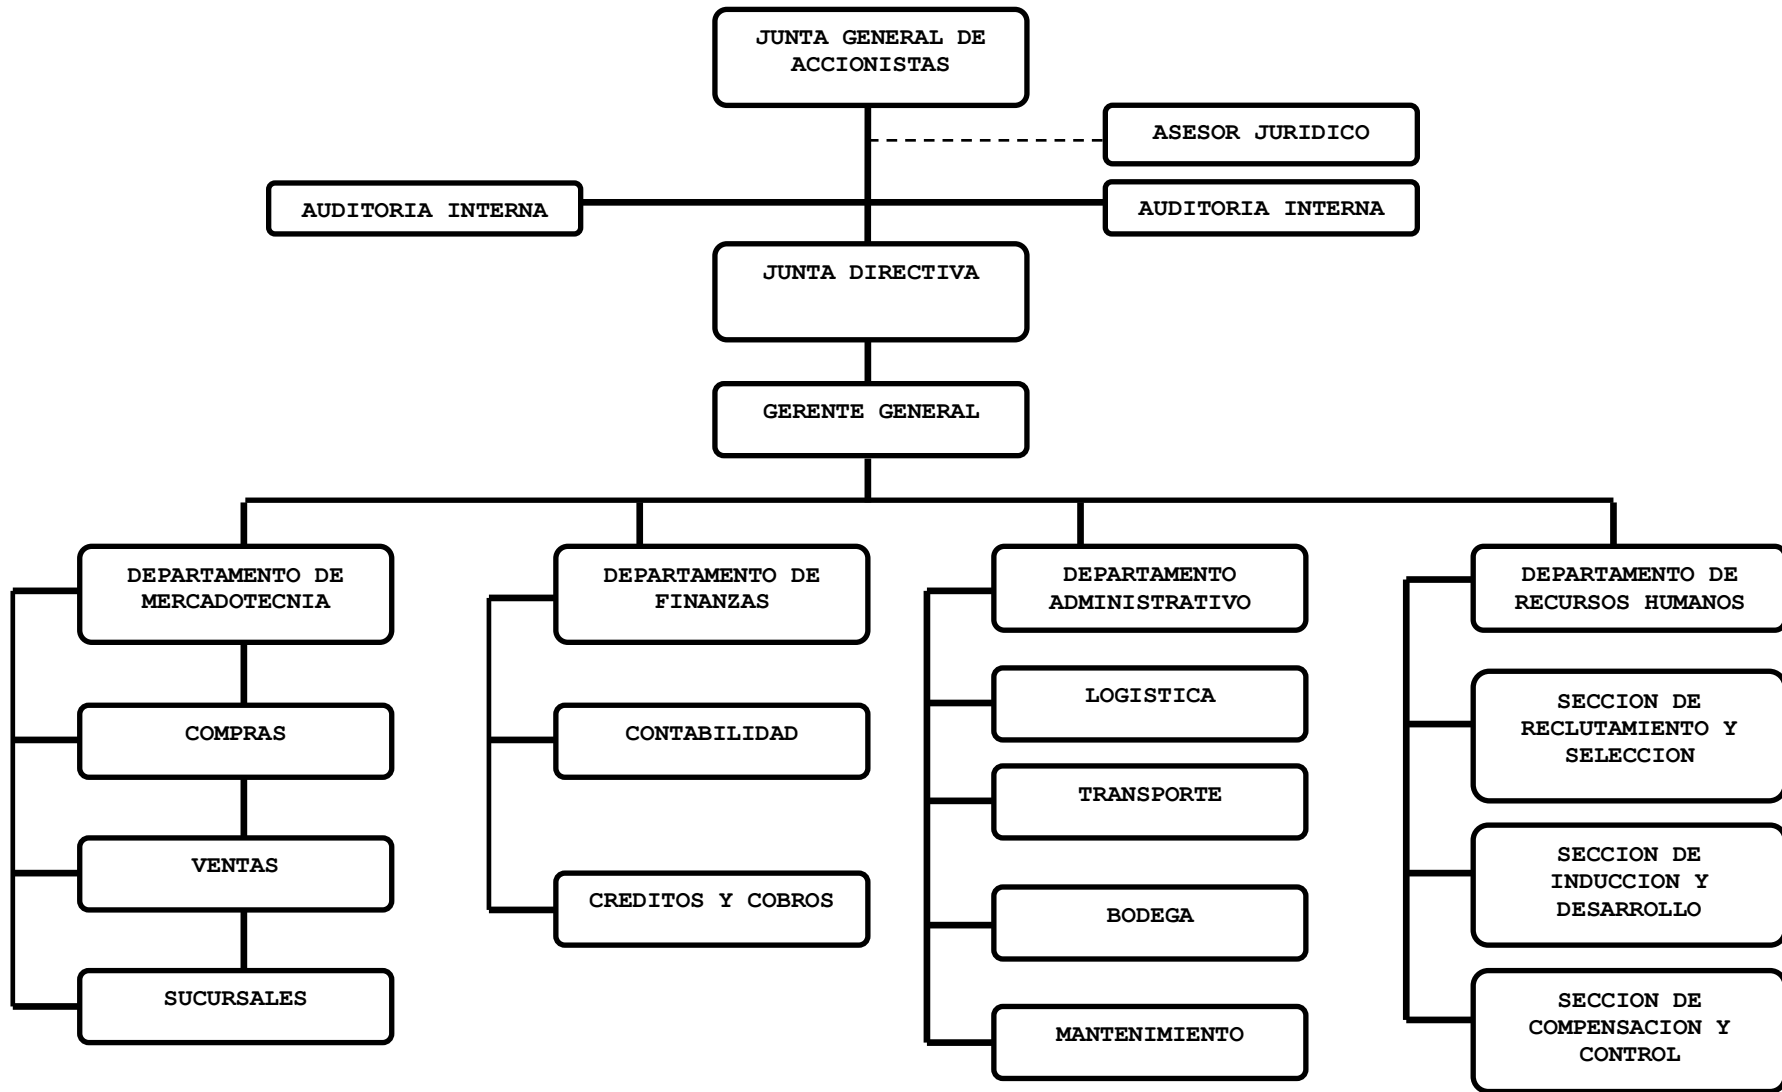 JUNTA GENERAL DE
ACCIONISTAS
ASESOR JURIDICO
AUDITORIA INTERNA
AUDITORIA INTERNA
JUNTA DIRECTIVA
GERENTE GENERAL
DEPARTAMENTO DE
MERCADOTECNIA
COMPRAS
VENTAS
SUCURSALES
DEPARTAMENTO DE
FINANZAS
CONTABILIDAD
CREDITOS Y COBROS
DEPARTAMENTO
ADMINISTRATIVO
LOGISTICA
TRANSPORTE
BODEGA
MANTENIMIENTO
DEPARTAMENTO DE
RECURSOS HUMANOS
SECCION DE
RECLUTAMIENTO Y
SELECCION
SECCION DE
INDUCCION Y
DESARROLLO
SECCION DE
COMPENSACION Y
CONTROL